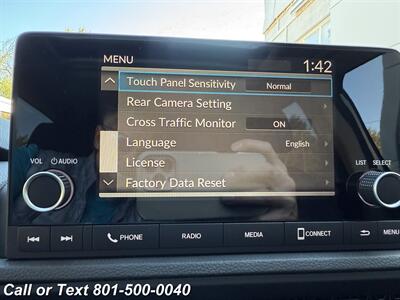 MENU
1:42
Touch Panel Sensitivity Normal
Rear Camera Setting
Cross Traffic Monitor ON
Language English
License
Factory Data Reset
VOL AUDIO
LIST SELECT
PHONE RADIO MEDIA CONNECT MENU
Call or Text 801-500-0040